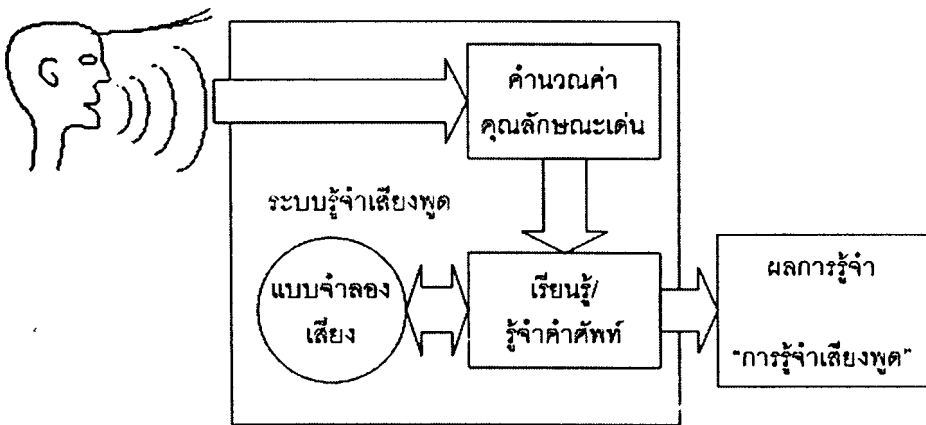 คำนวณค่า
คุณลักษณะเด่น
ระบบรู้จำเสียงพูด
แบบจำลอง
เสียง
เรียนรู้/
รู้จำคำศัพท์
ผลการรู้จำ
"การรู้จำเสียงพูด"